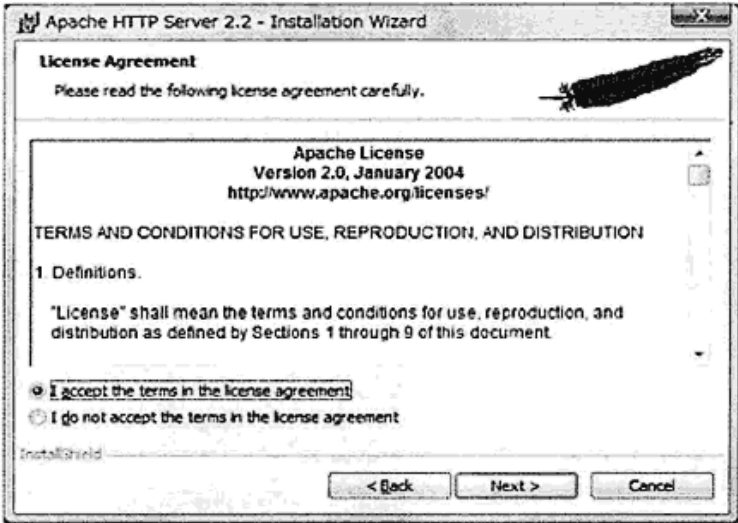 Apache HTTP Server 2.2 - Installation Wizard
License Agreement
Please read the following license agreement carefully.
Apache License
Version 2.0, January 2004
http://www.apache.org/licenses/
TERMS AND CONDITIONS FOR USE, REPRODUCTION, AND DISTRIBUTION
1. Definitions.
"License" shall mean the terms and conditions for use, reproduction, and
distribution as defined by Sections 1 through 9 of this document.
I accept the terms in the license agreement
I do not accept the terms in the license agreement
InstallShield
< Back
Next >
Cancel